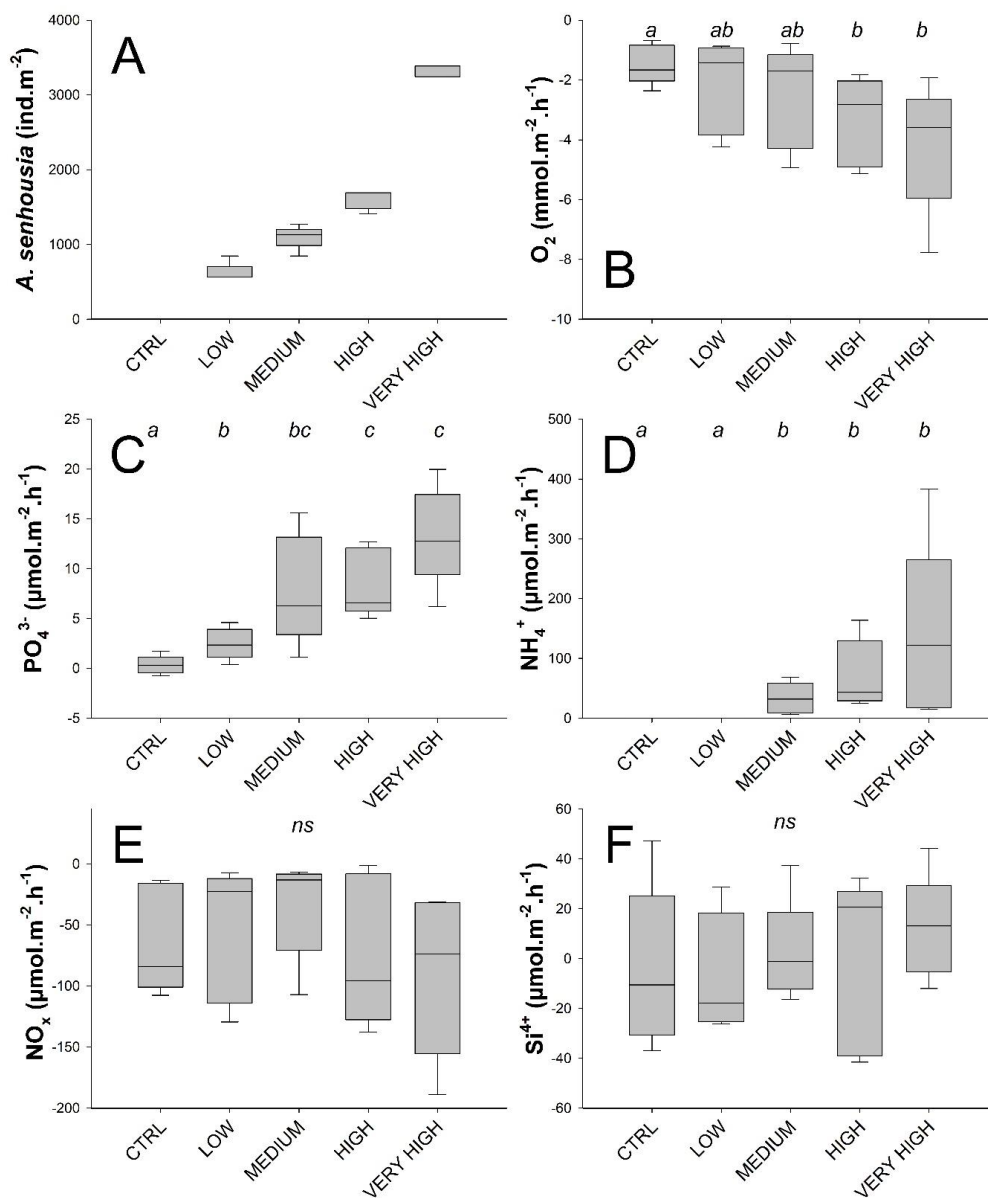 A
A. senhousia (ind.m-2)
4000
3000
2000
1000
0
CTRL
LOW
MEDIUM
HIGH
VERY HIGH
B
O2 (mmol.m-2.h-1)
0
-2
-4
-6
-8
-10
a ab ab b b
CTRL
LOW
MEDIUM
HIGH
VERY HIGH
C
PO43- (µmol.m-2.h-1)
25
20
15
10
5
0
-5
a b bc c c
CTRL
LOW
MEDIUM
HIGH
VERY HIGH
D
NH4+ (µmol.m-2.h-1)
500
400
300
200
100
0
a a b b b
CTRL
LOW
MEDIUM
HIGH
VERY HIGH
E
NOx (µmol.m-2.h-1)
0
-50
-100
-150
-200
ns
CTRL
LOW
MEDIUM
HIGH
VERY HIGH
F
Si4+ (µmol.m-2.h-1)
60
40
20
0
-20
-40
-60
ns
CTRL
LOW
MEDIUM
HIGH
VERY HIGH